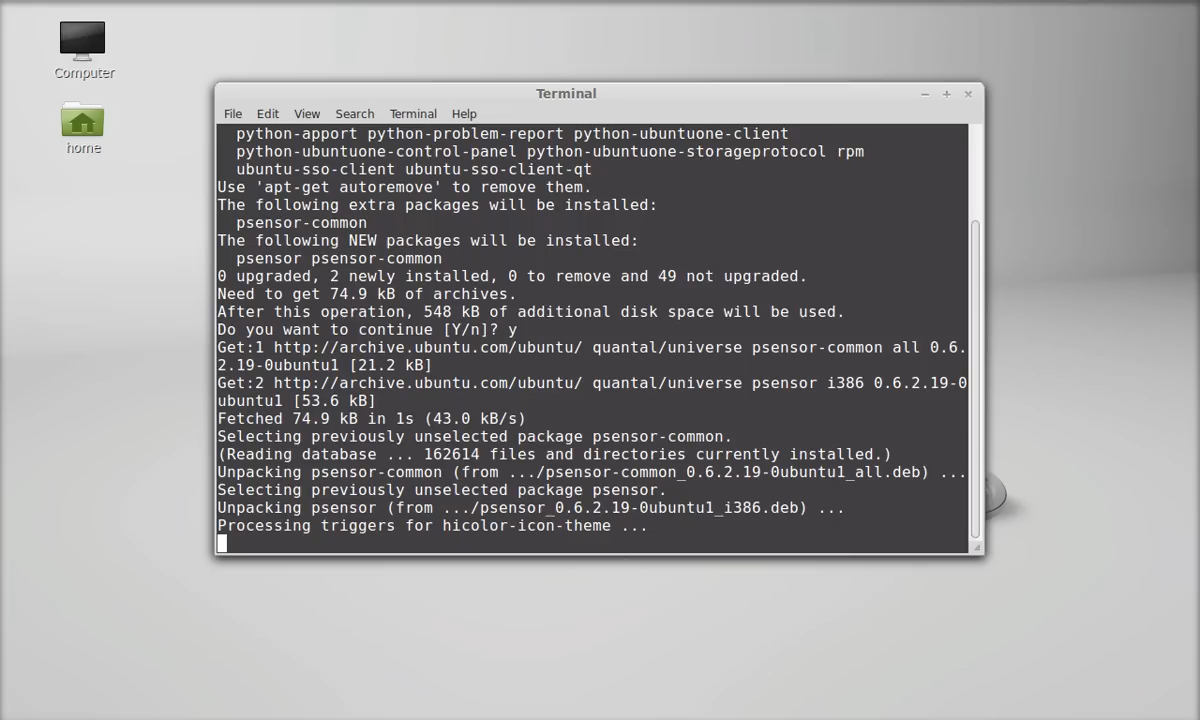 Computer
home
Terminal
File Edit View Search Terminal Help
python-apport python-problem-report python-ubuntuone-client
python-ubuntuone-control-panel python-ubuntuone-storageprotocol rpm
ubuntu-sso-client ubuntu-sso-client-qt
Use 'apt-get autoremove' to remove them.
The following extra packages will be installed:
psensor-common
The following NEW packages will be installed:
psensor psensor-common
0 upgraded, 2 newly installed, 0 to remove and 49 not upgraded.
Need to get 74.9 kB of archives.
After this operation, 548 kB of additional disk space will be used.
Do you want to continue [Y/n]? y
Get:1 http://archive.ubuntu.com/ubuntu/ quantal/universe psensor-common all 0.6.
2.19-0ubuntu1 [21.2 kB]
Get:2 http://archive.ubuntu.com/ubuntu/ quantal/universe psensor i386 0.6.2.19-0
ubuntu1 [53.6 kB]
Fetched 74.9 kB in 1s (43.0 kB/s)
Selecting previously unselected package psensor-common.
(Reading database ... 162614 files and directories currently installed.)
Unpacking psensor-common (from .../psensor-common_0.6.2.19-0ubuntu1_all.deb) ...
Selecting previously unselected package psensor.
Unpacking psensor (from .../psensor_0.6.2.19-0ubuntu1_i386.deb) ...
Processing triggers for hicolor-icon-theme ...